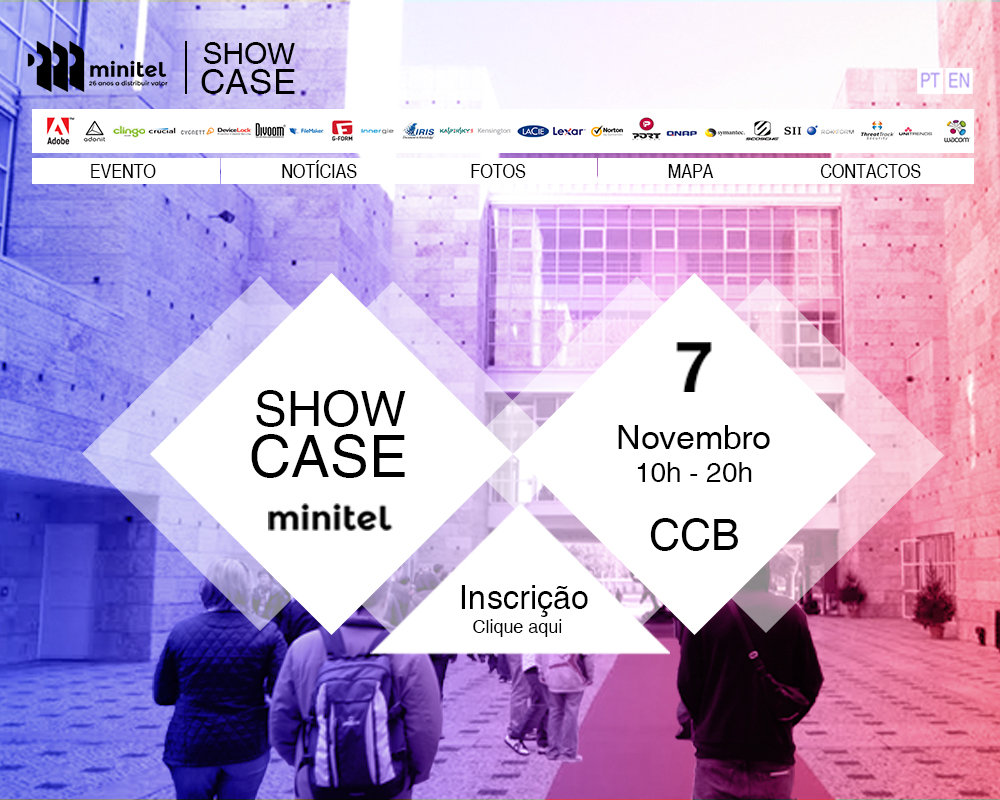 minitel
26 anos a distribuir valor
SHOW
CASE
PT EN
Adobe adonit clingo crucial CYGNETT DeviceLock Divoom FileMaker G-FORM innergie IRIS Kensington LACIE Lexar Norton PORT QNAP symantec. SCOSCHE SII ThreatTrack UNITRENDS wacom
EVENTO NOTÍCIAS FOTOS MAPA CONTACTOS
SHOW
CASE
minitel
7
Novembro
10h - 20h
CCB
Inscrição
Clique aqui